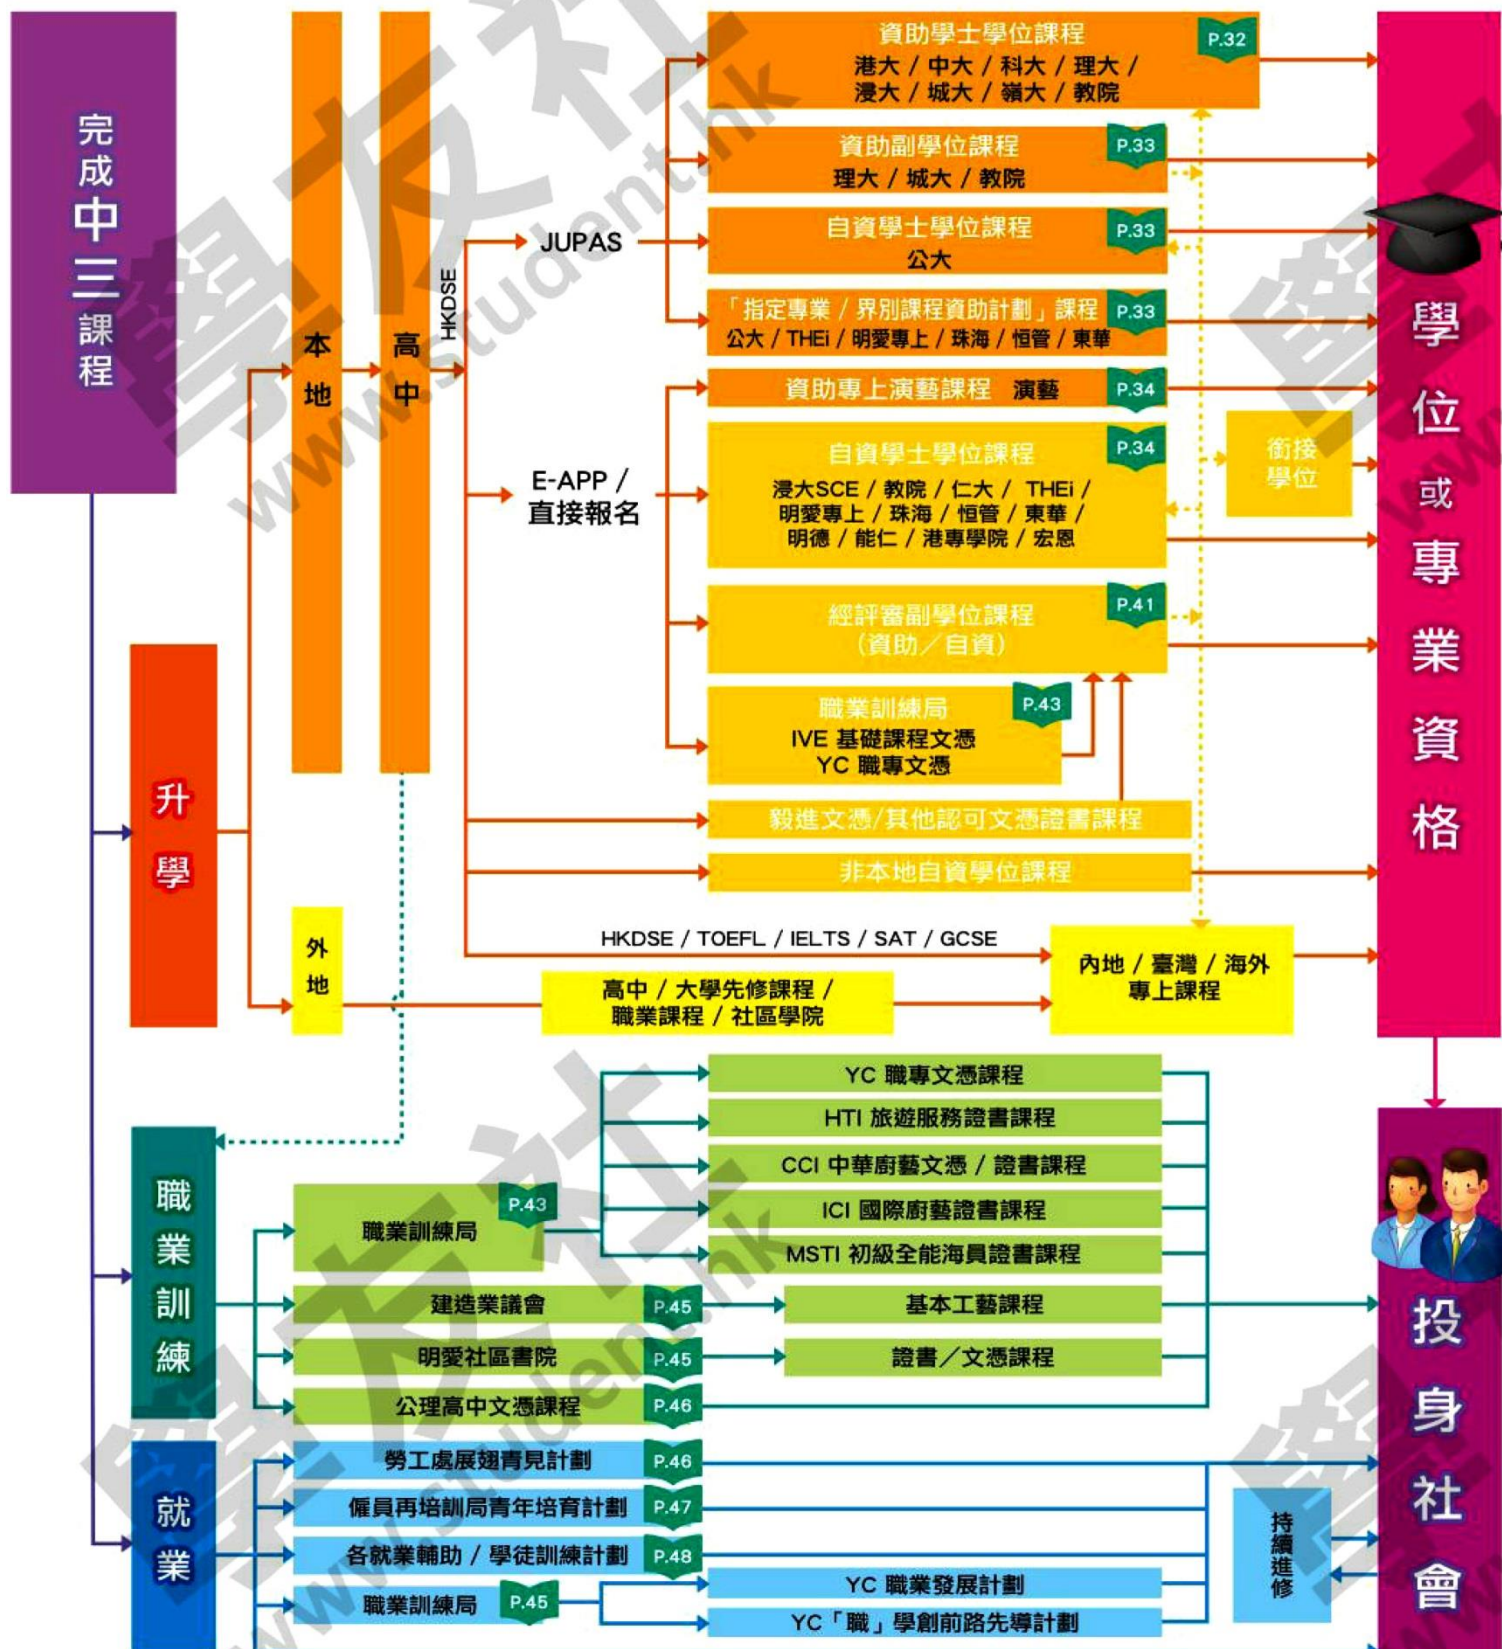 完成中三課程
升學
本地
高中
HKDSE
JUPAS
資助學士學位課程
P.32
港大 / 中大 / 科大 / 理大 /
浸大 / 城大 / 嶺大 / 教院
資助副學位課程
P.33
理大 / 城大 / 教院
自資學士學位課程
P.33
公大
「指定專業 / 界別課程資助計劃」課程
P.33
公大 / THEi / 明愛專上 / 珠海 / 恒管 / 東華
E-APP /
直接報名
資助專上演藝課程 演藝
P.34
自資學士學位課程
P.34
浸大SCE / 教院 / 仁大 / THEi /
明愛專上 / 珠海 / 恒管 / 東華 /
明德 / 能仁 / 港專學院 / 宏恩
銜接
學位
經評審副學位課程
(資助／自資)
P.41
職業訓練局
P.43
IVE 基礎課程文憑
YC 職專文憑
毅進文憑/其他認可文憑證書課程
非本地自資學位課程
外地
HKDSE / TOEFL / IELTS / SAT / GCSE
高中 / 大學先修課程 /
職業課程 / 社區學院
內地 / 臺灣 / 海外
專上課程
學位或專業資格
職業訓練
職業訓練局
P.43
YC 職專文憑課程
HTI 旅遊服務證書課程
CCI 中華廚藝文憑 / 證書課程
ICI 國際廚藝證書課程
MSTI 初級全能海員證書課程
建造業議會
P.45
基本工藝課程
明愛社區書院
P.45
證書／文憑課程
公理高中文憑課程
P.46
就業
勞工處展翅青見計劃
P.46
僱員再培訓局青年培育計劃
P.47
各就業輔助 / 學徒訓練計劃
P.48
職業訓練局
P.45
YC 職業發展計劃
YC「職」學創前路先導計劃
持續進修
投身社會
學友社
www.student.hk
學友社
www.student.hk